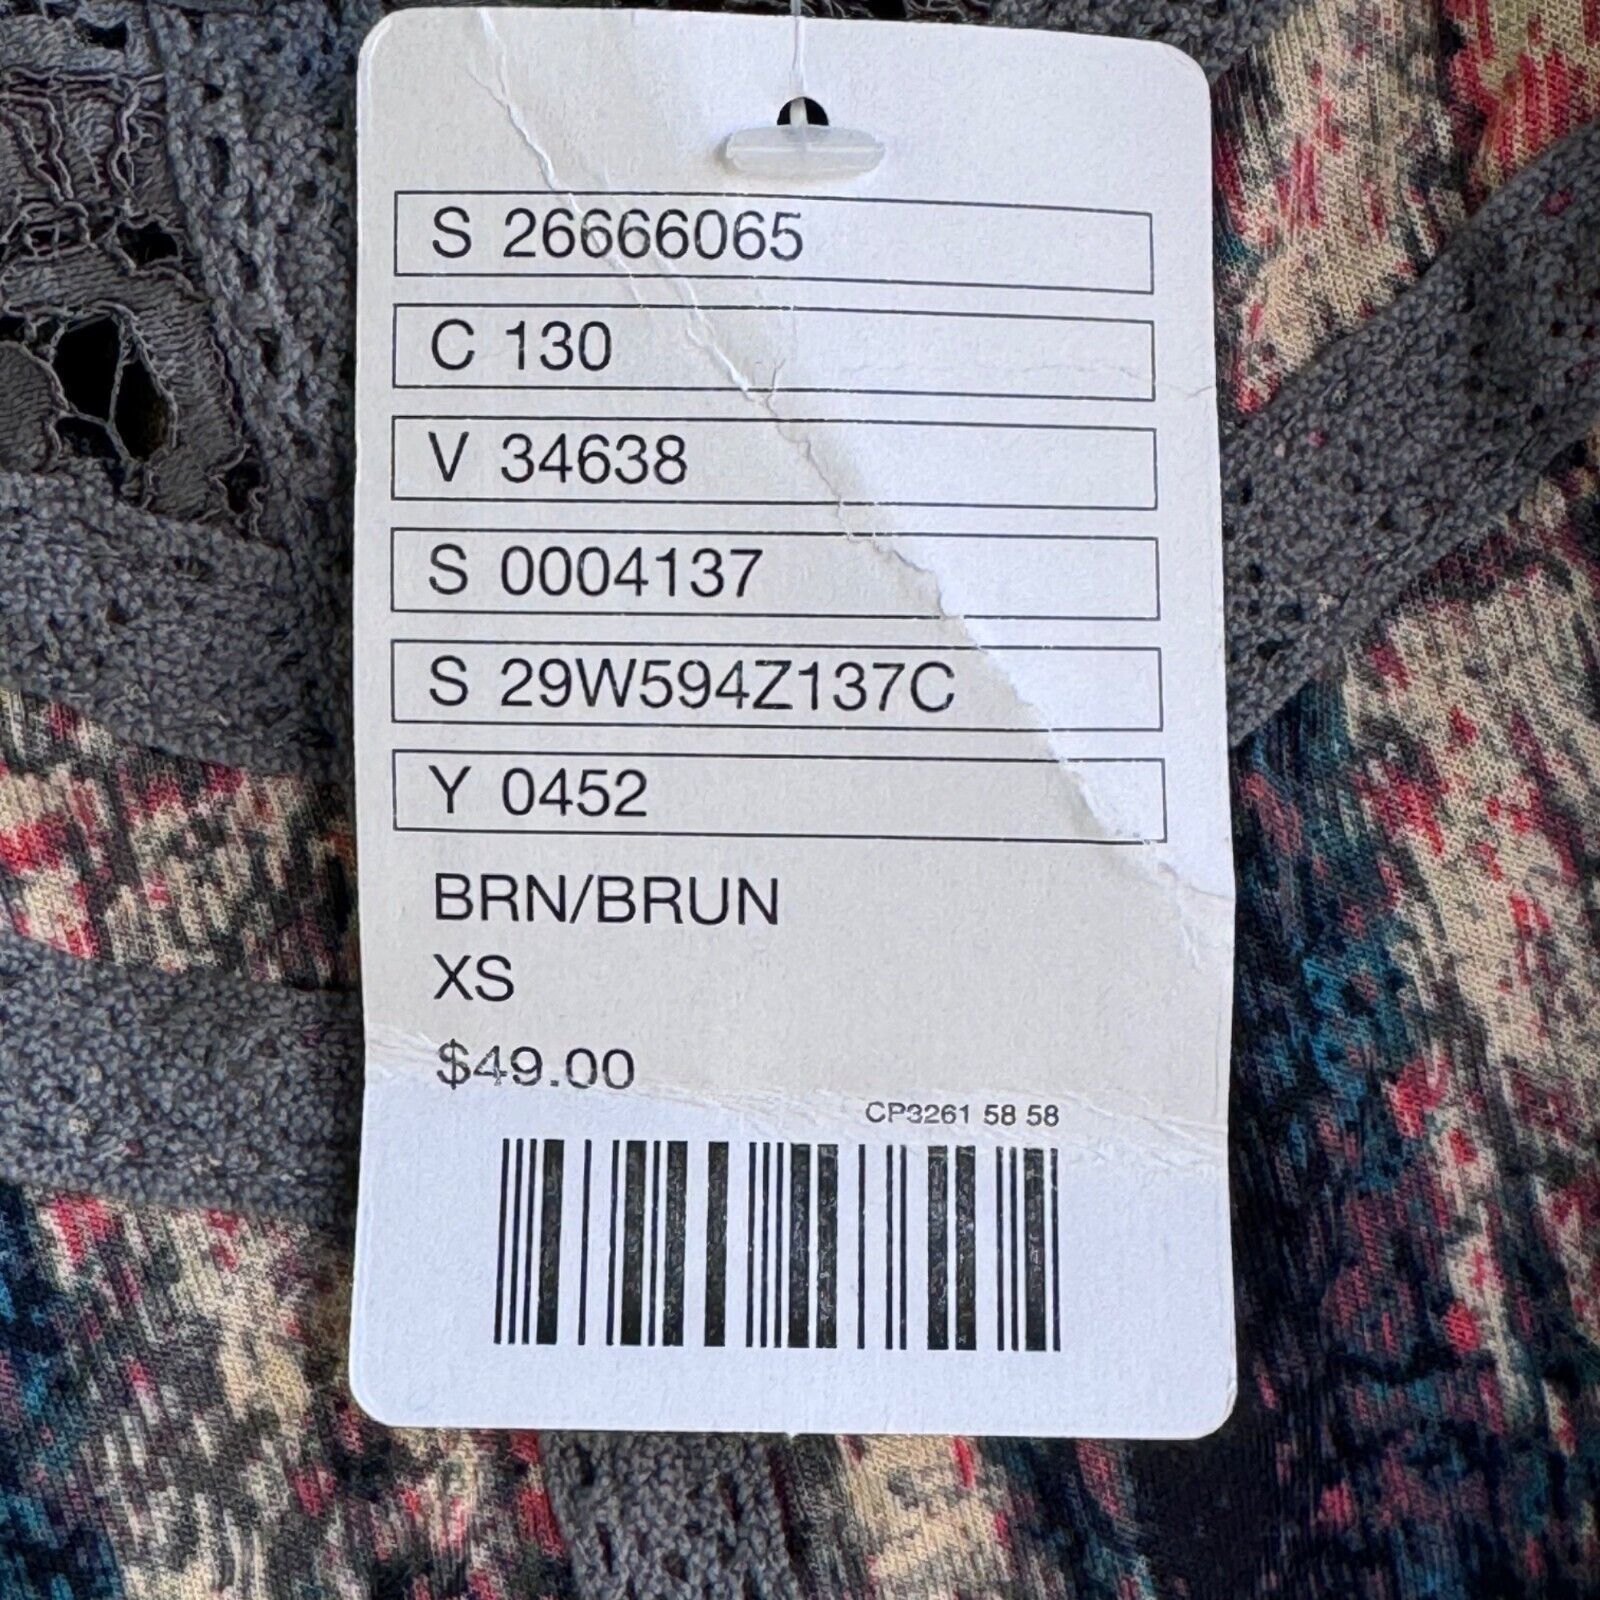 S 26666065
C 130
V 34638
S 0004137
S 29W594Z137C
Y 0452
BRN/BRUN
XS
$49.00
CP3261 58 58